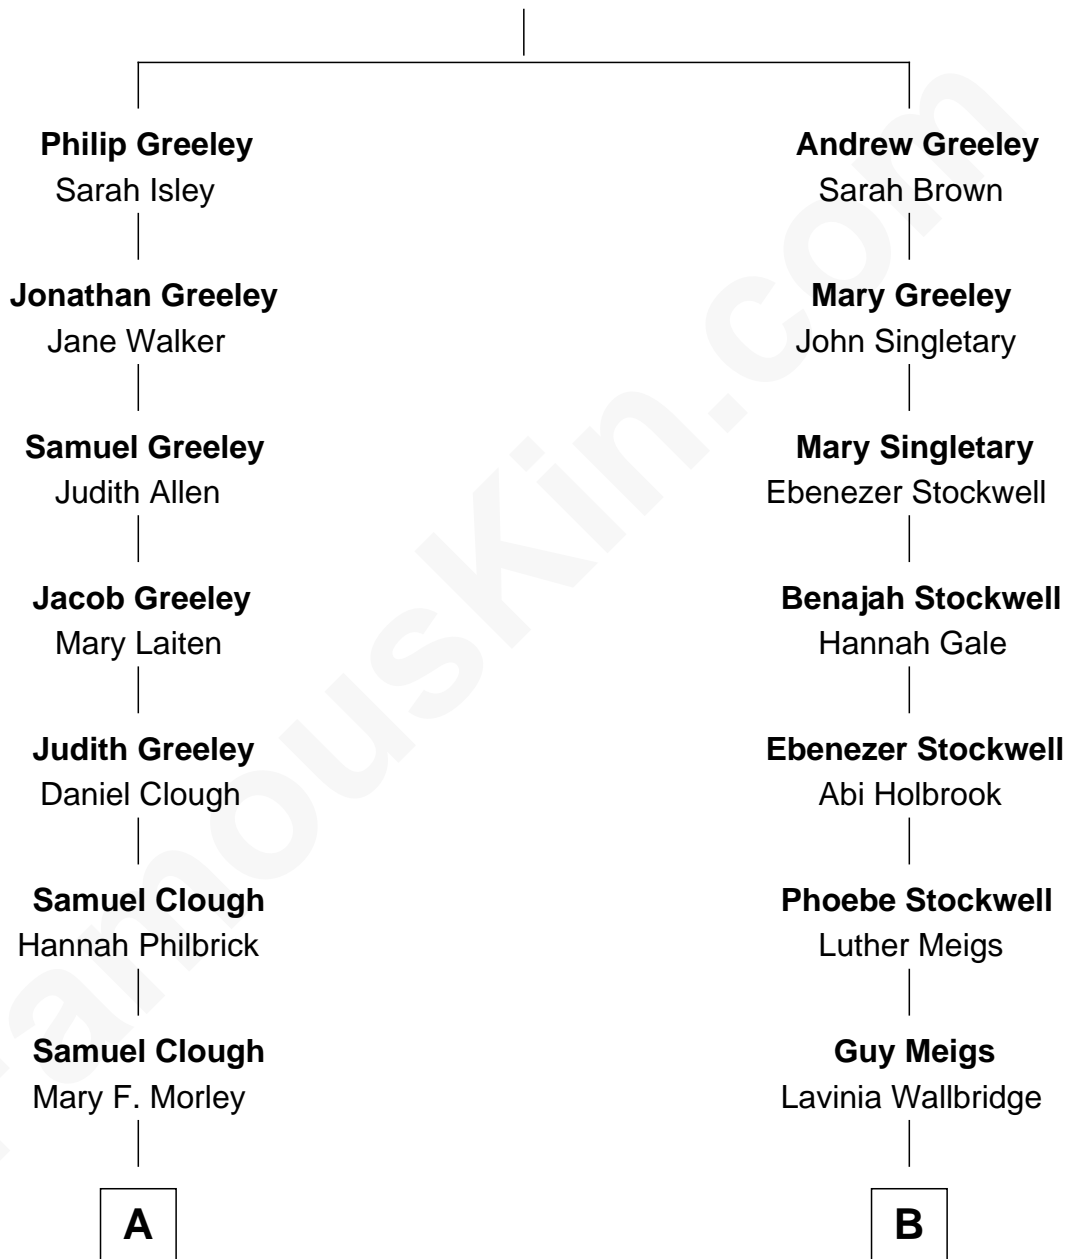 Philip Greeley
Sarah Isley
Jonathan Greeley
Jane Walker
Samuel Greeley
Judith Allen
Jacob Greeley
Mary Laiten
Judith Greeley
Daniel Clough
Samuel Clough
Hannah Philbrick
Samuel Clough
Mary F. Morley
A
Andrew Greeley
Sarah Brown
Mary Greeley
John Singletary
Mary Singletary
Ebenezer Stockwell
Benajah Stockwell
Hannah Gale
Ebenezer Stockwell
Abi Holbrook
Phoebe Stockwell
Luther Meigs
Guy Meigs
Lavinia Wallbridge
B
FamousKin.com